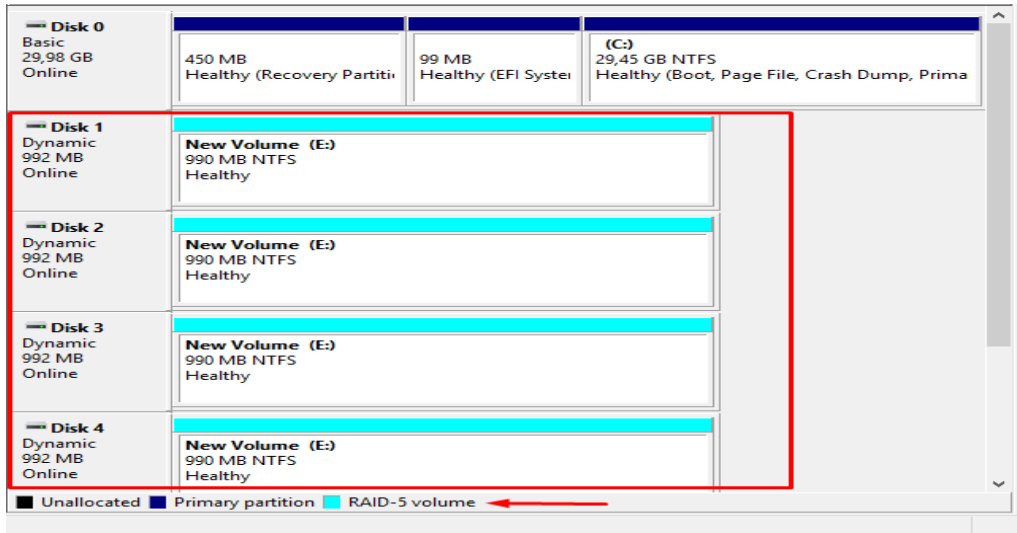 Disk 0
Basic
29,98 GB
Online
450 MB
Healthy (Recovery Partiti
99 MB
Healthy (EFI Syster
(C:)
29,45 GB NTFS
Healthy (Boot, Page File, Crash Dump, Prima
Disk 1
Dynamic
992 MB
Online
New Volume (E:)
990 MB NTFS
Healthy
Disk 2
Dynamic
992 MB
Online
New Volume (E:)
990 MB NTFS
Healthy
Disk 3
Dynamic
992 MB
Online
New Volume (E:)
990 MB NTFS
Healthy
Disk 4
Dynamic
992 MB
Online
New Volume (E:)
990 MB NTFS
Healthy
Unallocated Primary partition RAID-5 volume